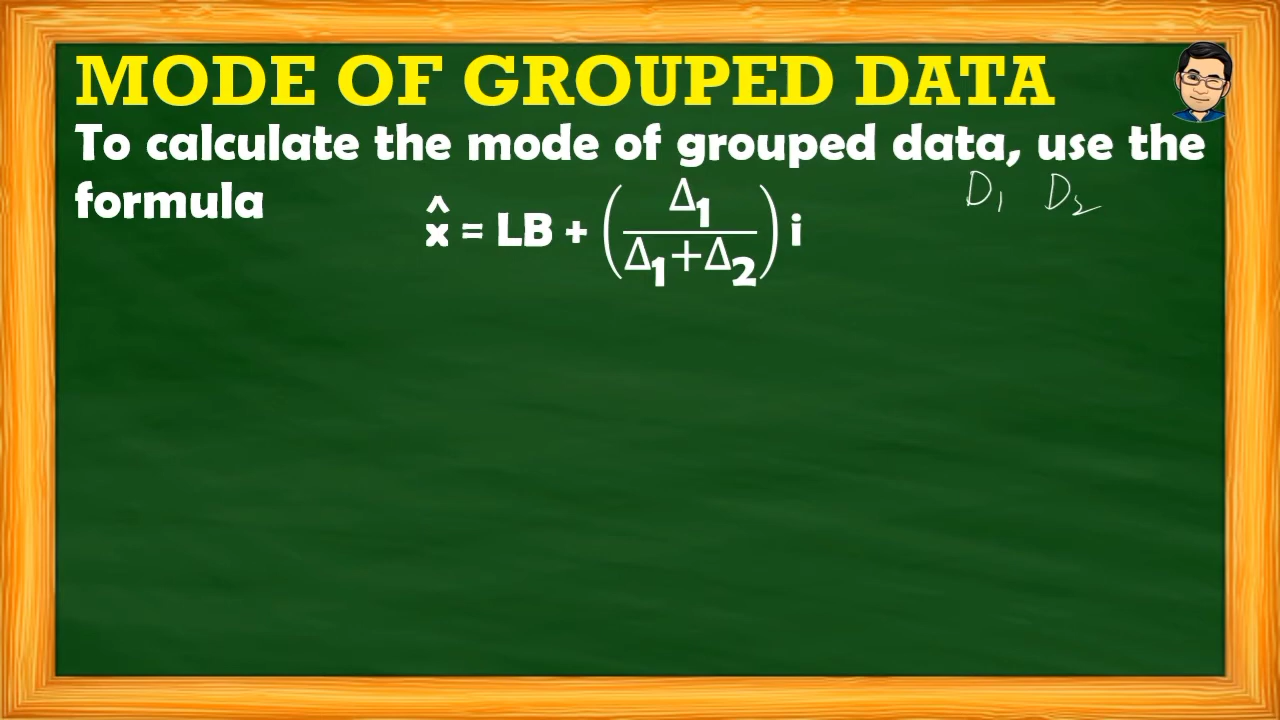 MODE OF GROUPED DATA
To calculate the mode of grouped data, use the
formula
x̂ = LB + (Δ₁ / (Δ₁+Δ₂)) i
D₁ D₂